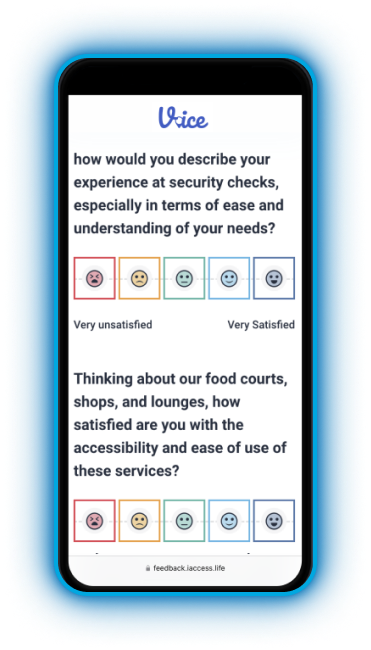 Voice
how would you describe your
experience at security checks,
especially in terms of ease and
understanding of your needs?
Very unsatisfied Very Satisfied
Thinking about our food courts,
shops, and lounges, how
satisfied are you with the
accessibility and ease of use of
these services?
feedback.iaccess.life